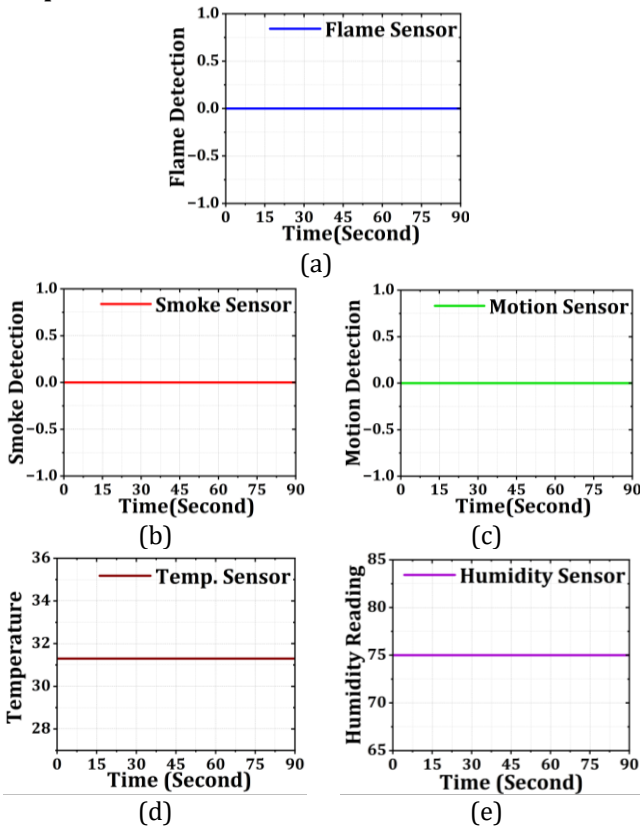 1.0
Flame Sensor
0.5
0.0
−0.5
−1.0
Flame Detection
0 15 30 45 60 75 90
Time(Second)
(a)
1.0
Smoke Sensor
0.5
0.0
−0.5
−1.0
Smoke Detection
0 15 30 45 60 75 90
Time(Second)
(b)
1.0
Motion Sensor
0.5
0.0
−0.5
−1.0
Motion Detection
0 15 30 45 60 75 90
Time(Second)
(c)
36
Temp. Sensor
34
31
28
Temperature
0 15 30 45 60 75 90
Time (Second)
(d)
85
Humidity Sensor
80
75
70
65
Humidity Reading
0 15 30 45 60 75 90
Time (Second)
(e)